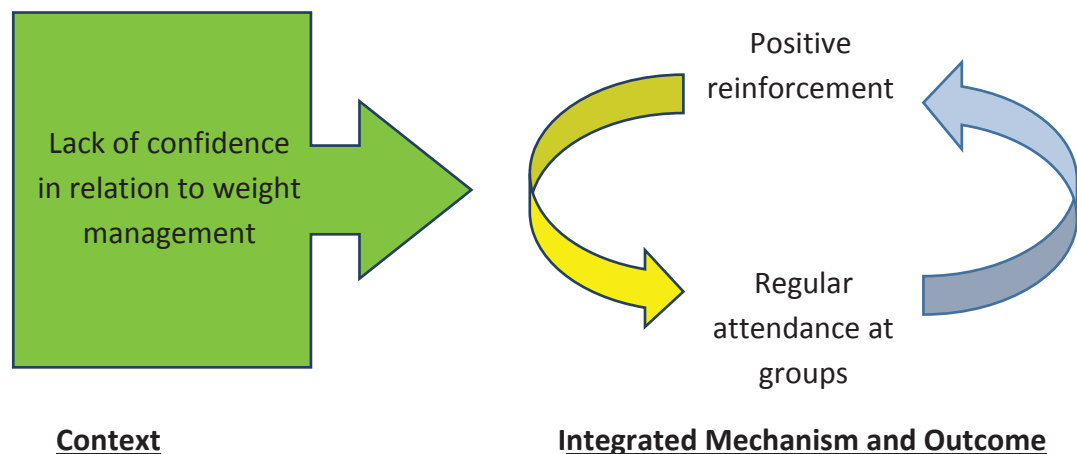 Lack of confidence
in relation to weight
management
Positive
reinforcement
Regular
attendance at
groups
Context
Integrated Mechanism and Outcome